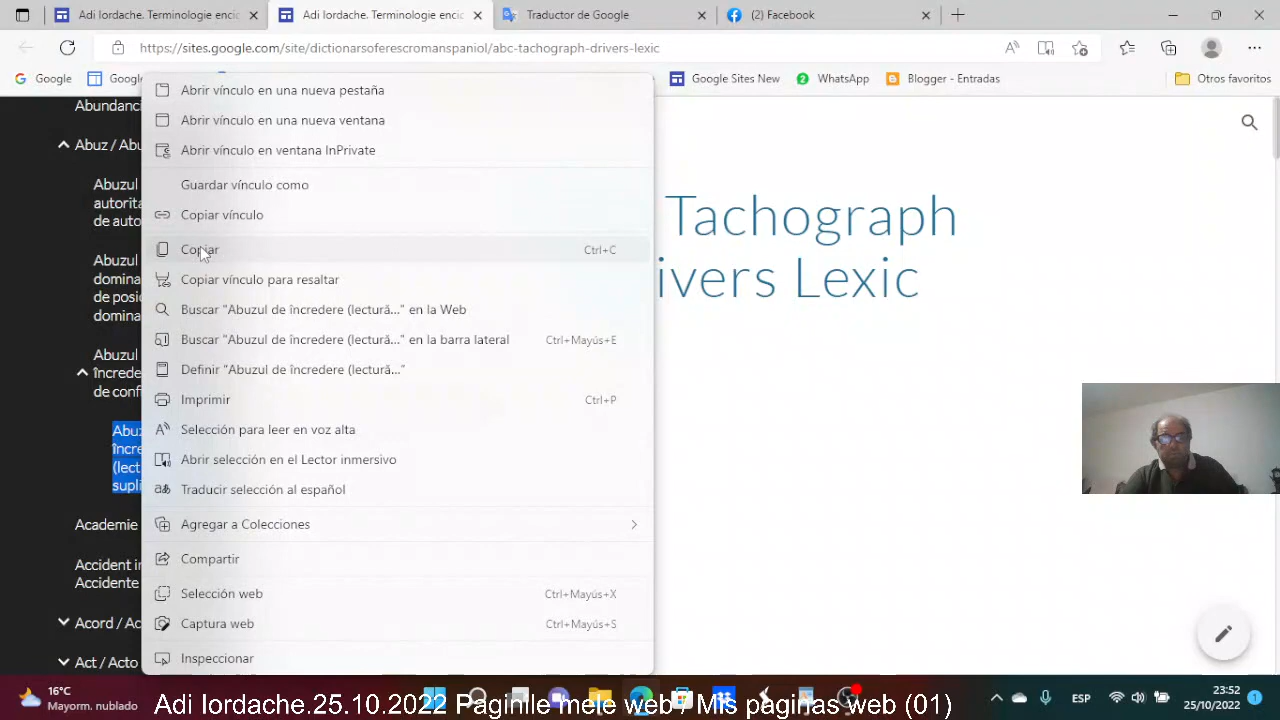 Adi Iordache. Terminologie encic
Adi Iordache. Terminologie encic
Traductor de Google
(2) Facebook
https://sites.google.com/site/dictionarsoferescromanspaniol/abc-tachograph-drivers-lexic
Google
Google Sites New
WhatsApp
Blogger - Entradas
Otros favoritos
Abuz /
Abuzul
autorita
de auto
Abuzul
domina
de posi
domina
Abuzul
încrede
de conf
Abuz
încre
(lect
supli
Academie
Accident in
Accidente
Acord / Ac
Act / Acto
Abrir vínculo en una nueva pestaña
Abrir vínculo en una nueva ventana
Abrir vínculo en ventana InPrivate
Guardar vínculo como
Copiar vínculo
Copiar Ctrl+C
Copiar vínculo para resaltar
Buscar "Abuzul de încredere (lectură..." en la Web
Buscar "Abuzul de încredere (lectură..." en la barra lateral Ctrl+Mayús+E
Definir "Abuzul de încredere (lectură..."
Imprimir Ctrl+P
Selección para leer en voz alta
Abrir selección en el Lector inmersivo
Traducir selección al español
Agregar a Colecciones
Compartir
Selección web Ctrl+Mayús+X
Captura web Ctrl+Mayús+S
Inspeccionar
Tachograph
ivers Lexic
16°C
Mayorm. nublado
ESP
23:52
25/10/2022
Adi Iordache.25.10.2022 Paginile mele web / Mis páginas web (01)